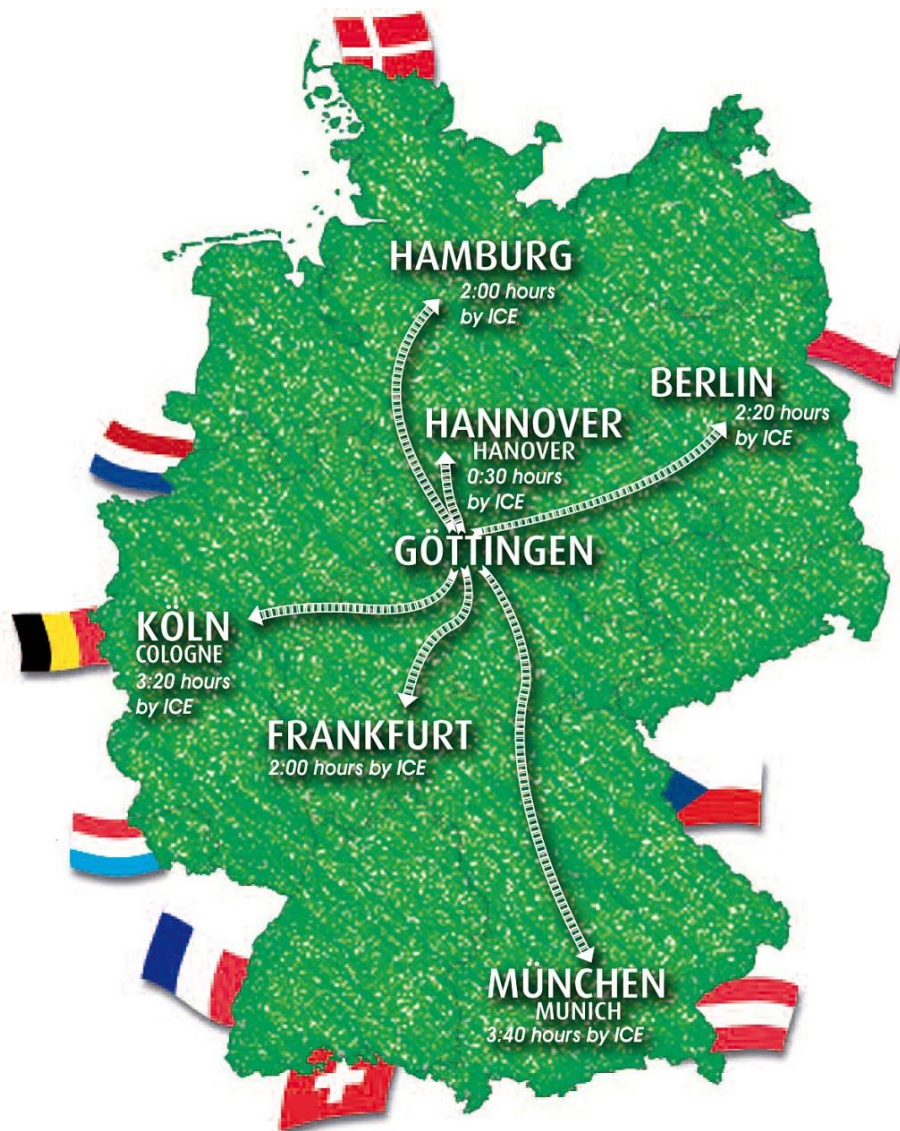 HAMBURG
2:00 hours
by ICE
BERLIN
2:20 hours
by ICE
HANNOVER
HANOVER
0:30 hours
by ICE
GÖTTINGEN
KÖLN
COLOGNE
3:20 hours
by ICE
FRANKFURT
2:00 hours by ICE
MÜNCHEN
MUNICH
3:40 hours by ICE